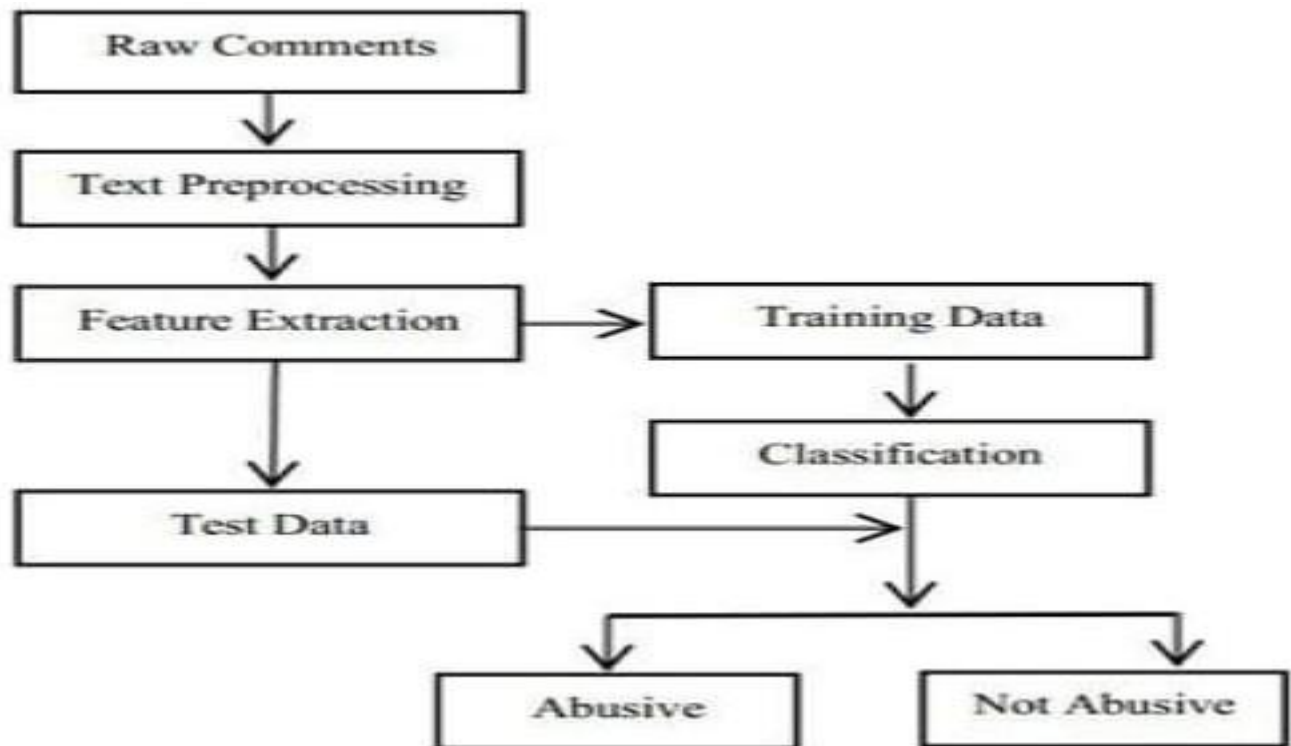 Raw Comments
Text Preprocessing
Feature Extraction
Training Data
Classification
Test Data
Abusive
Not Abusive